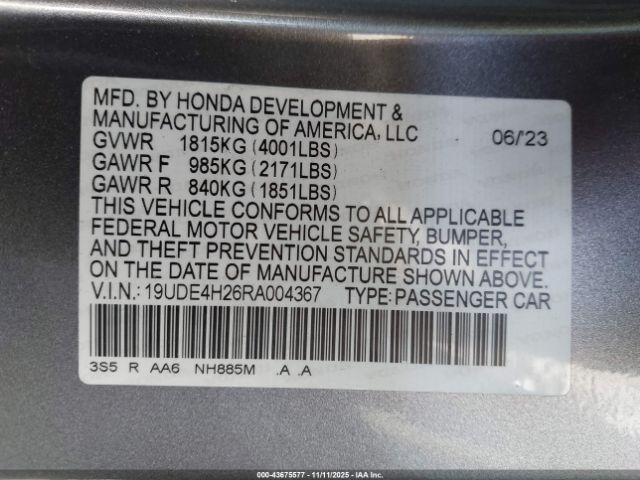 MFD. BY HONDA DEVELOPMENT &
MANUFACTURING OF AMERICA, LLC 06/'23
GVWR 1815KG (4001LBS)
GAWR F 985KG (2171LBS)
GAWR R 840KG (1851LBS)
THIS VEHICLE CONFORMS TO ALL APPLICABLE
FEDERAL MOTOR VEHICLE SAFETY, BUMPER,
AND THEFT PREVENTION STANDARDS IN EFFECT
ON THE DATE OF MANUFACTURE SHOWN ABOVE.
V.I.N.:19UDE4H26RA004367 TYPE:PASSENGER CAR
3S5 R AA6 NH885M .A .A
000-43675577 - 11/11/2025 - IAA Inc.